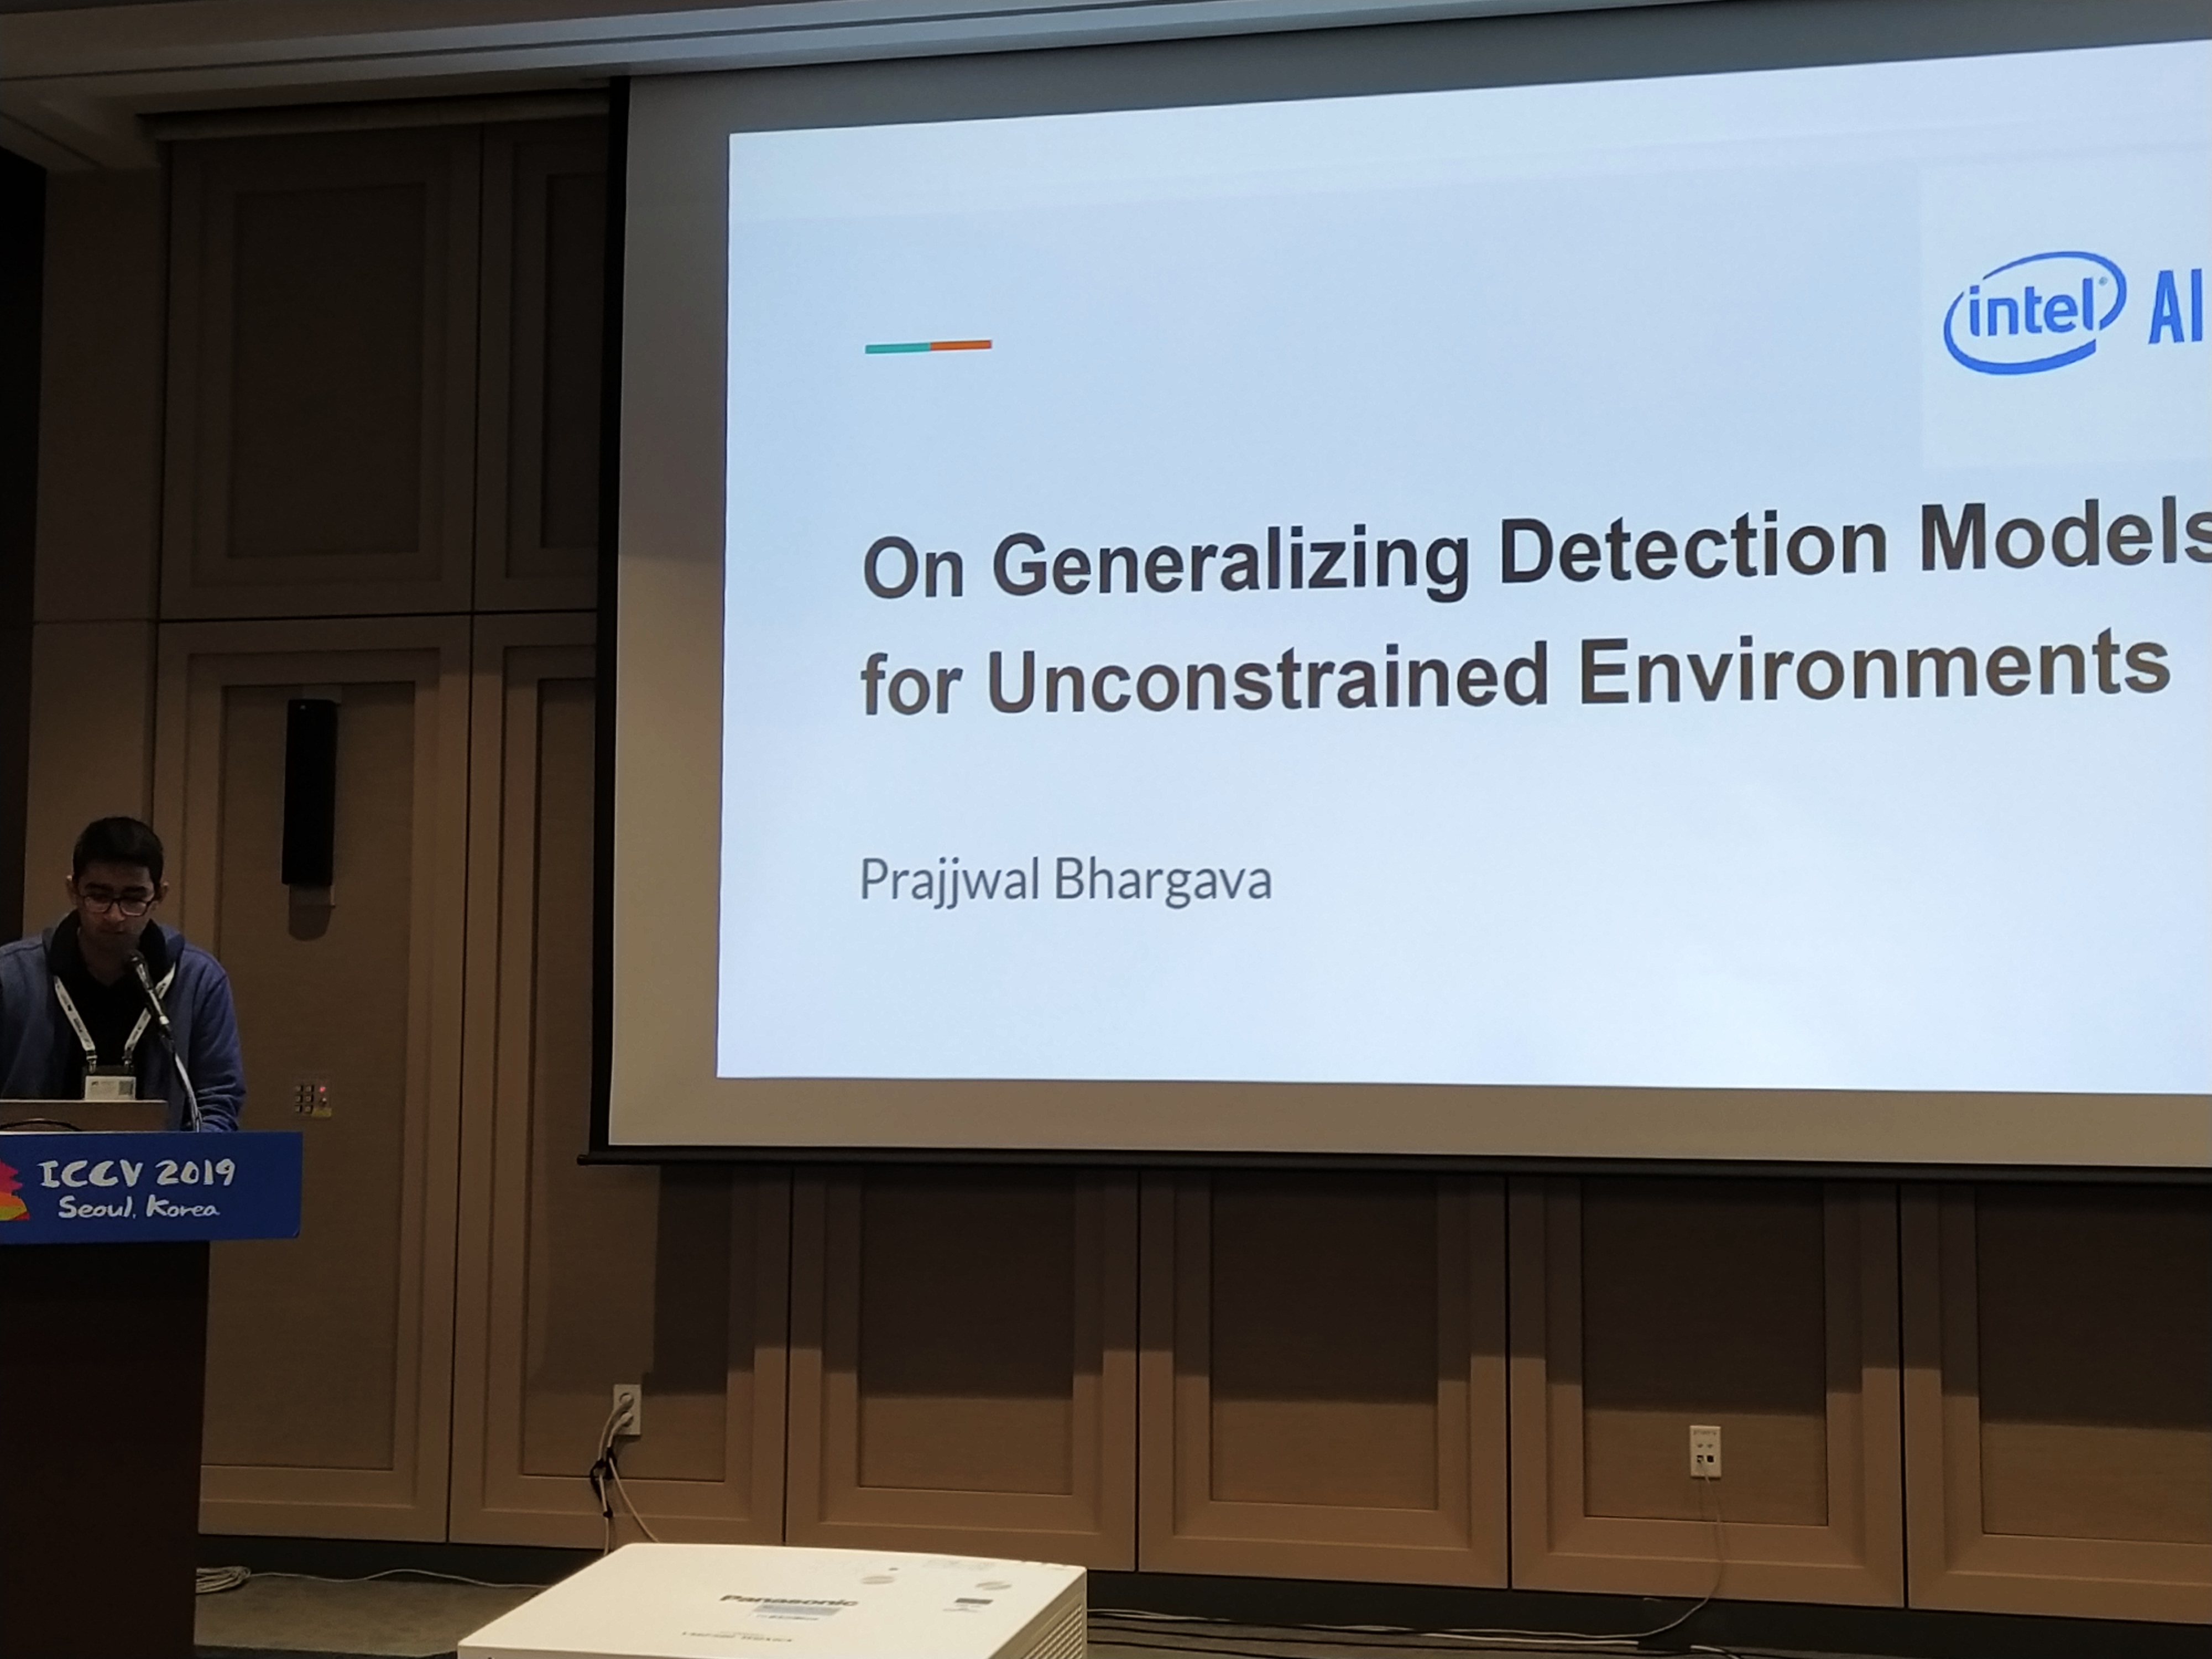 intel® AI
On Generalizing Detection Models
for Unconstrained Environments
Prajjwal Bhargava
ICCV 2019
Seoul, Korea
Panasonic